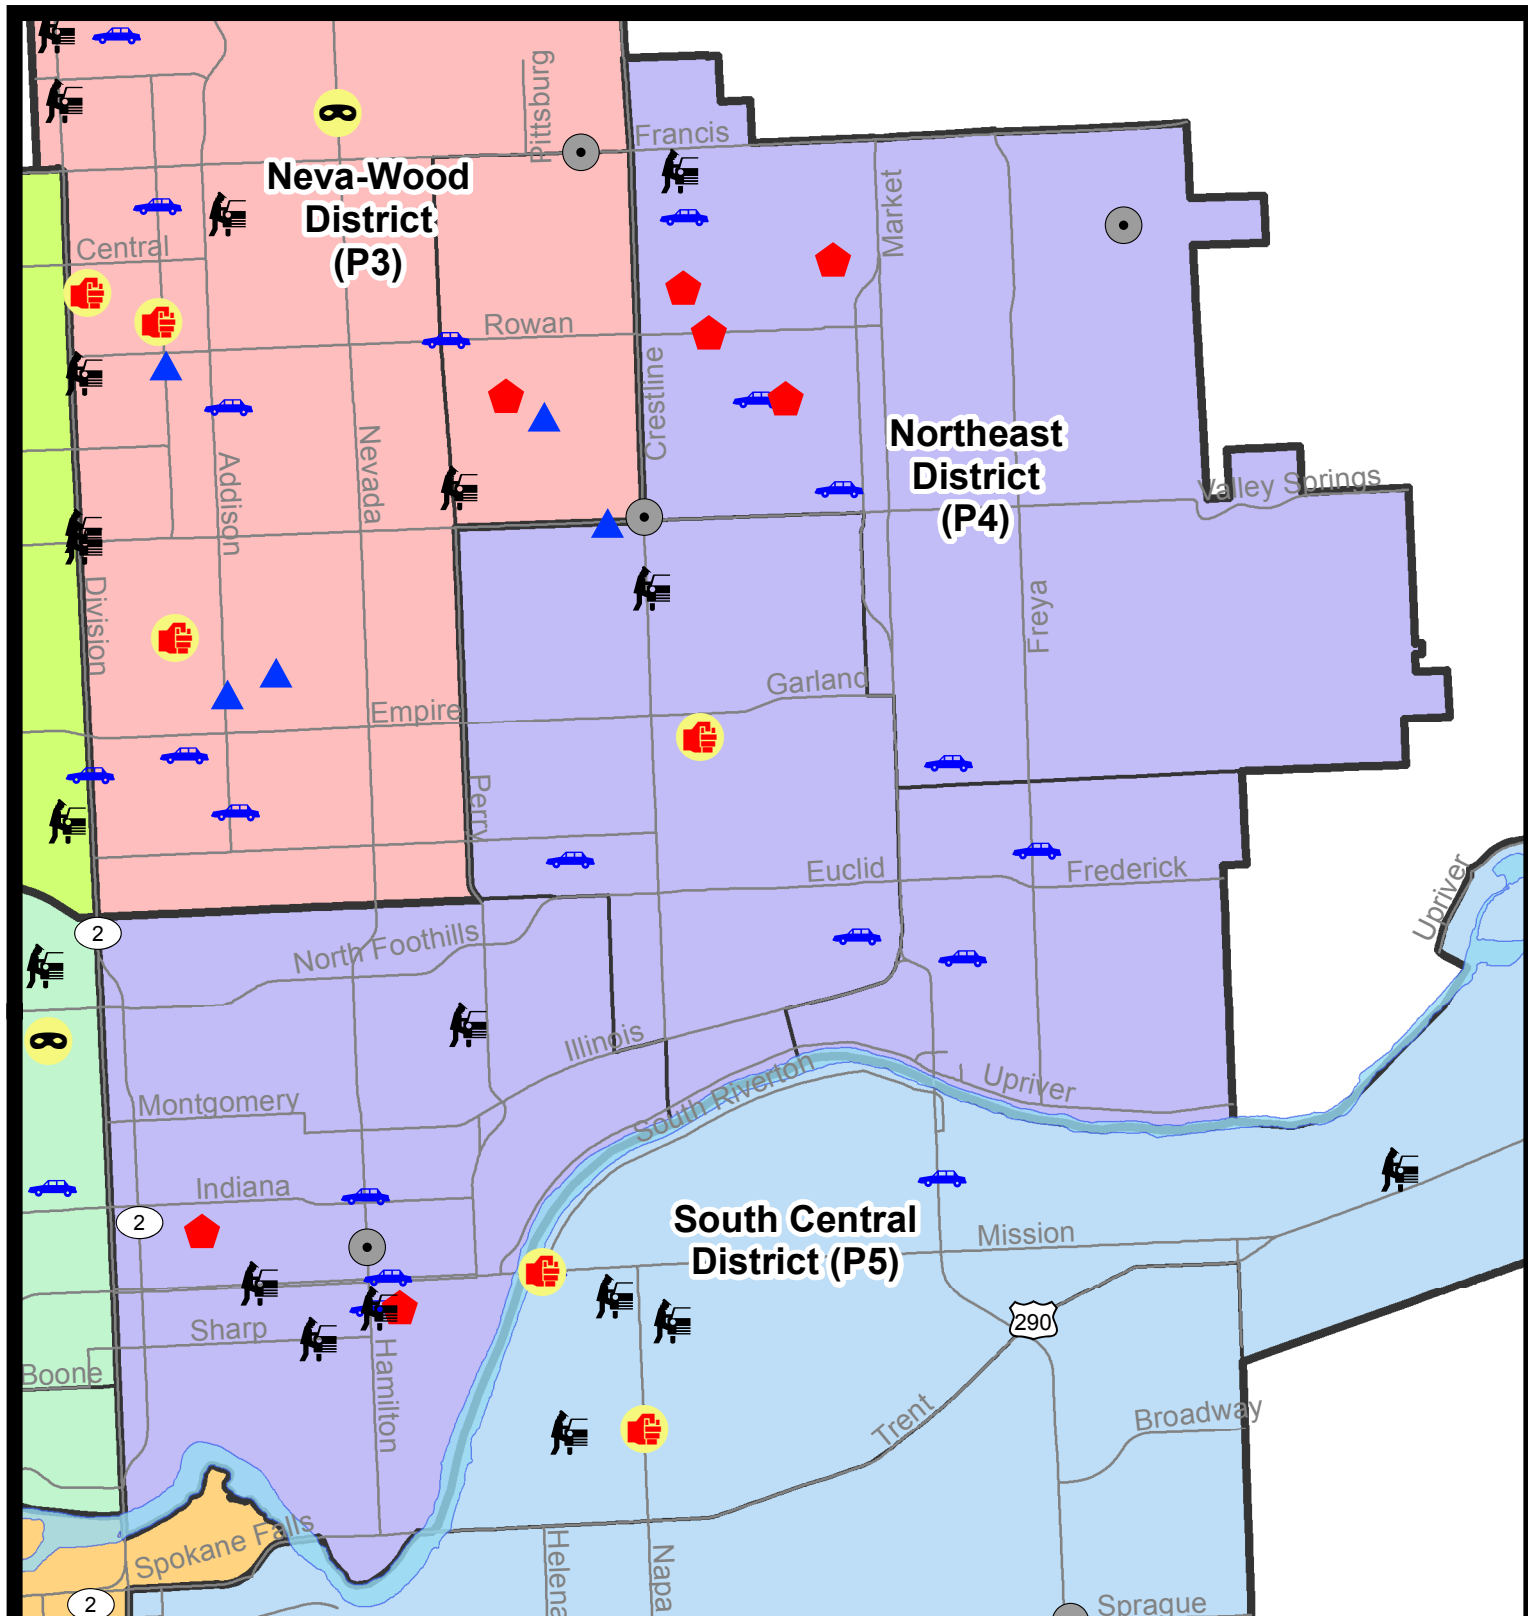 Pittsburg
Francis
Neva-Wood
District
(P3)
Market
Central
Rowan
Crestline
Northeast
District
(P4)
Nevada
Addison
Valley Springs
Division
Freya
Garland
Empire
Perry
Euclid
Frederick
Upriver
2
North Foothills
Illinois
Upriver
South Riverton
Montgomery
Indiana
2
South Central
District (P5)
Mission
290
Sharp
Hamilton
Boone
Trent
Broadway
Spokane Falls
Helena
Napa
2
Sprague